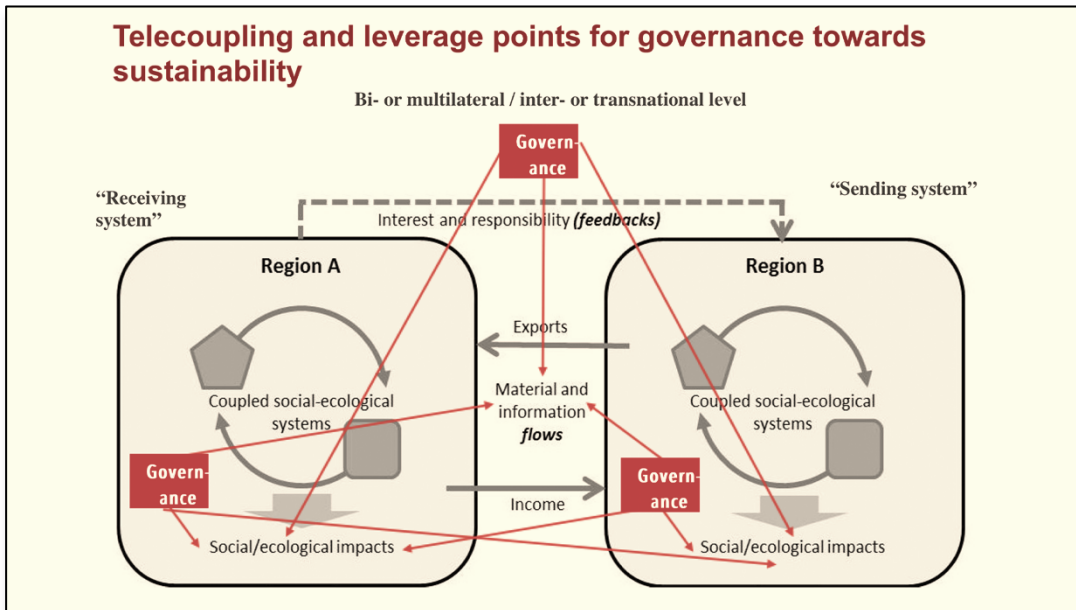 Telecoupling and leverage points for governance towards
sustainability
Bi- or multilateral / inter- or transnational level
Govern-
ance
“Receiving
system”
“Sending system”
Interest and responsibility (feedbacks)
Region A
Region B
Exports
Material and
information
flows
Coupled social-ecological
systems
Coupled social-ecological
systems
Govern-
ance
Govern-
ance
Income
Social/ecological impacts
Social/ecological impacts